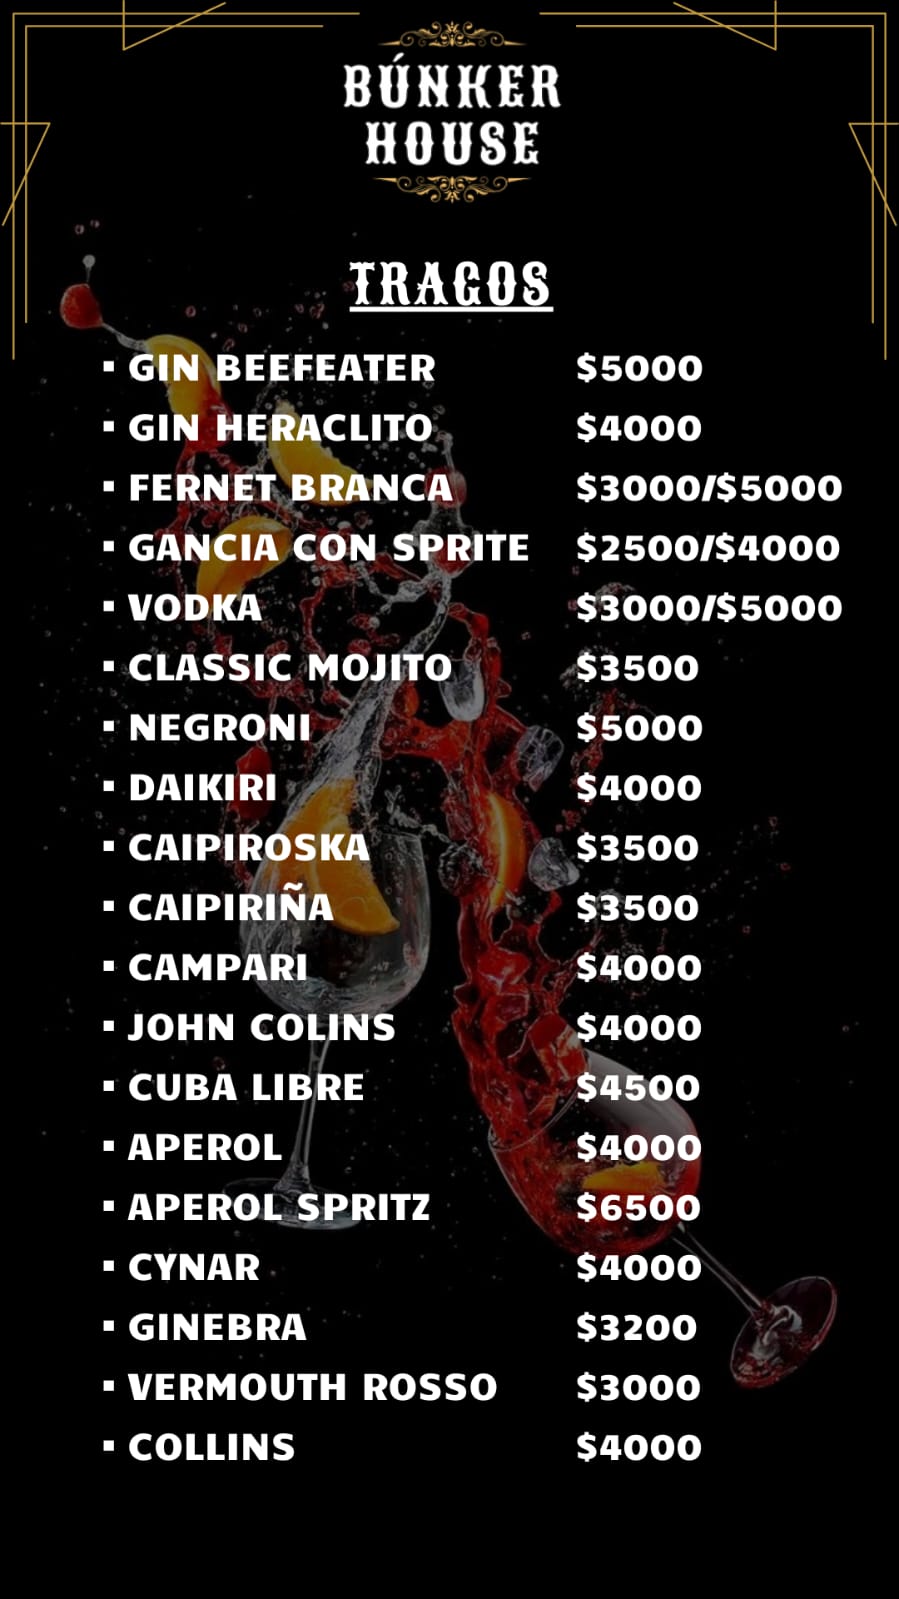 BÚNKER
HOUSE
TRAGOS
▪ GIN BEEFEATER $5000
▪ GIN HERACLITO $4000
▪ FERNET BRANCA $3000/$5000
▪ GANCIA CON SPRITE $2500/$4000
▪ VODKA $3000/$5000
▪ CLASSIC MOJITO $3500
▪ NEGRONI $5000
▪ DAIKIRI $4000
▪ CAIPIROSKA $3500
▪ CAIPIRIÑA $3500
▪ CAMPARI $4000
▪ JOHN COLINS $4000
▪ CUBA LIBRE $4500
▪ APEROL $4000
▪ APEROL SPRITZ $6500
▪ CYNAR $4000
▪ GINEBRA $3200
▪ VERMOUTH ROSSO $3000
▪ COLLINS $4000